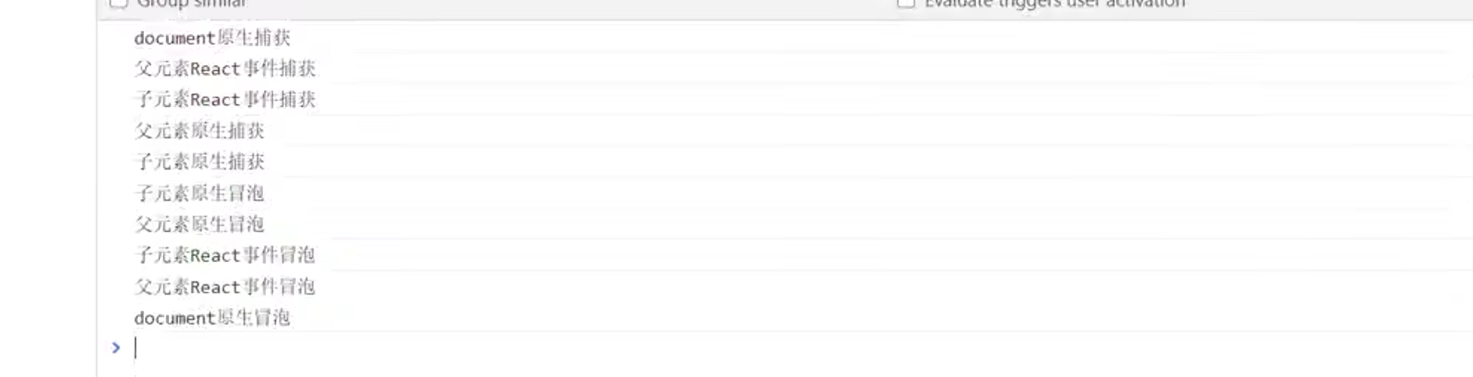 Group similar
Evaluate triggers user activation
document原生捕获
父元素React事件捕获
子元素React事件捕获
父元素原生捕获
子元素原生捕获
子元素原生冒泡
父元素原生冒泡
子元素React事件冒泡
父元素React事件冒泡
document原生冒泡